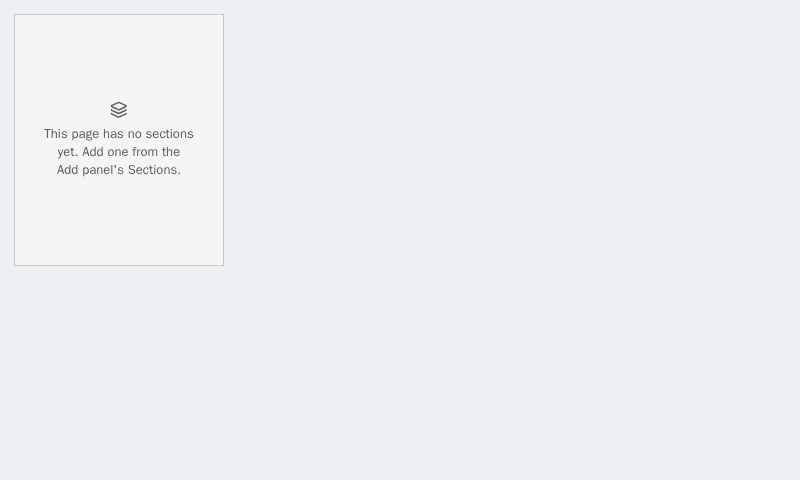 This page has no sections
yet. Add one from the
Add panel's Sections.